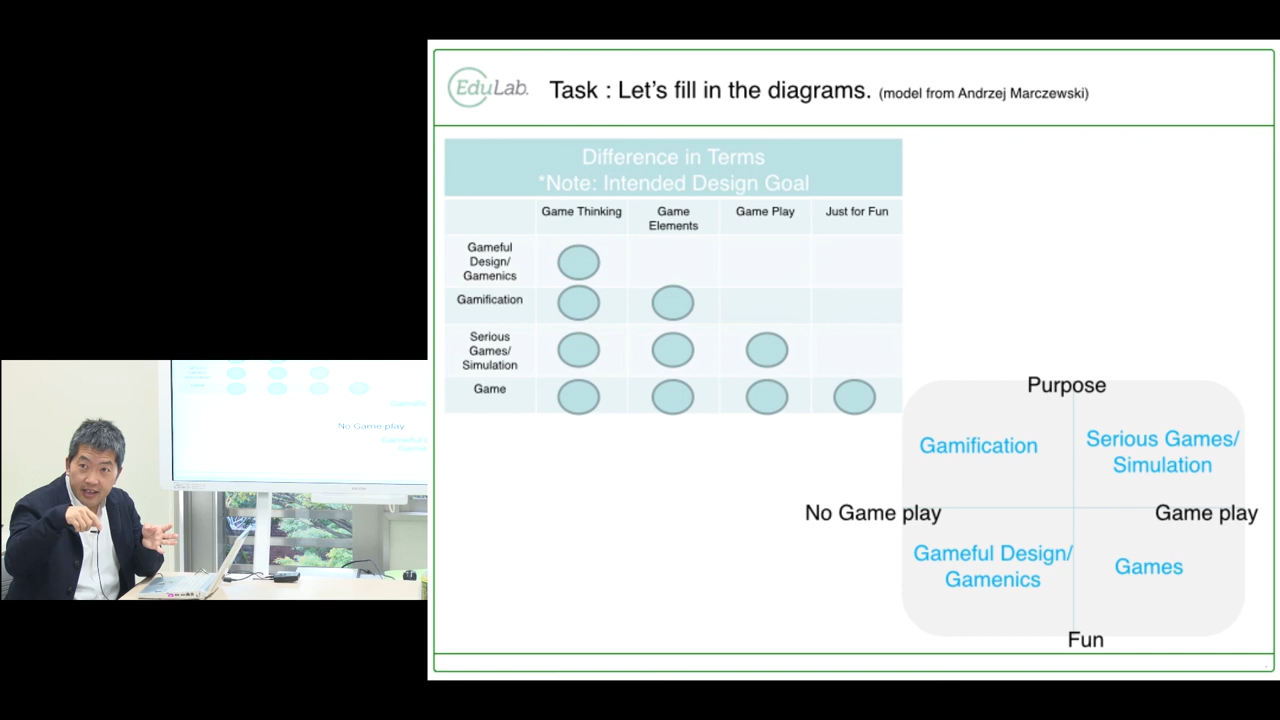 EduLab.
Task : Let's fill in the diagrams. (model from Andrzej Marczewski)
Difference in Terms
*Note: Intended Design Goal
Game Thinking
Game
Elements
Game Play
Just for Fun
Gameful
Design/
Gamenics
Gamification
Serious
Games/
Simulation
Game
Purpose
Gamification
Serious Games/
Simulation
No Game play
Game play
Gameful Design/
Gamenics
Games
Fun
No Game play